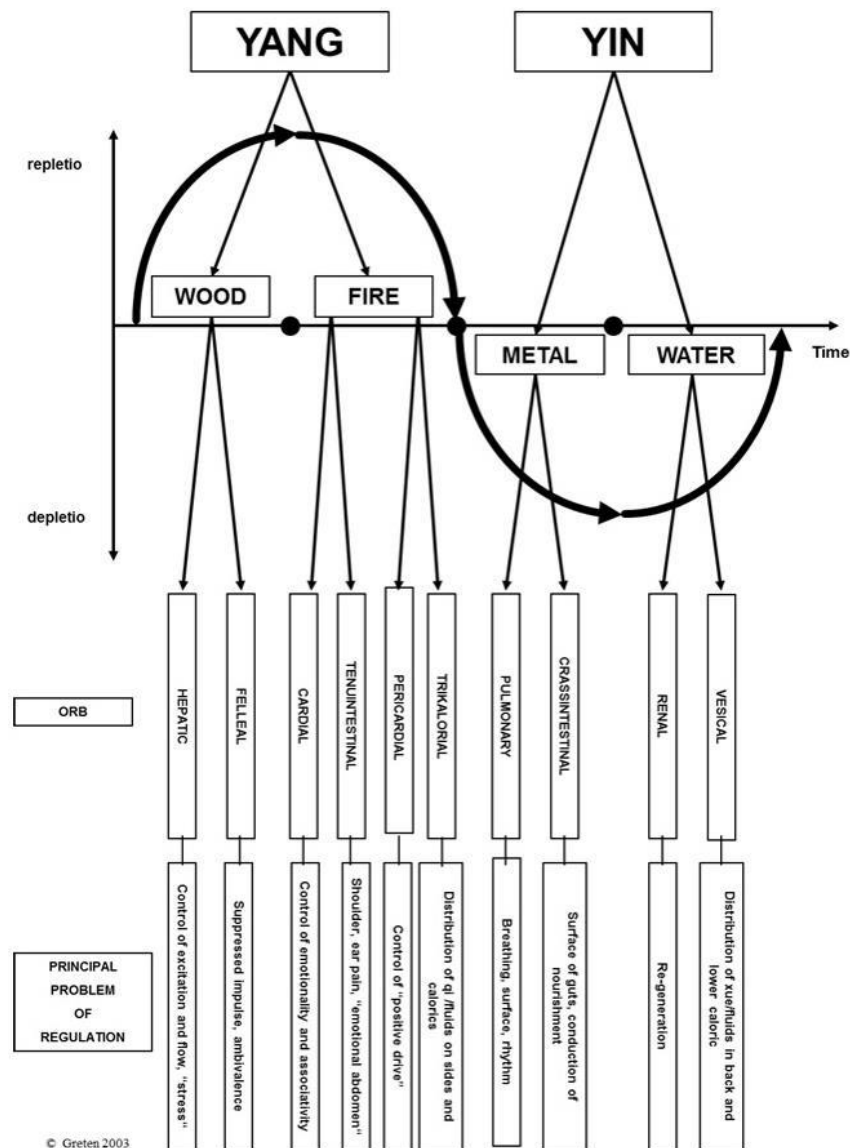 YANG
YIN
repletio
WOOD
FIRE
METAL
WATER
Time
depletio
ORB
HEPATIC
FELLEAL
CARDIAL
TENUINTESTINAL
PERICARDIAL
TRIKALORIAL
PULMONARY
CRASSINTESTINAL
RENAL
VESICAL
PRINCIPAL
PROBLEM
OF
REGULATION
Control of excitation and flow, “stress“
Suppressed impulse, ambivalence
Control of emotionality and associativity
Shoulder, ear pain, “emotional abdomen“
Control of “positive drive“
Distribution of qi /fluids on sides and
calorics
Breathing, surface, rhythm
Surface of guts, conduction of
nourishment
Re-generation
Distribution of xue/fluids in back and
lower caloric
© Greten 2003